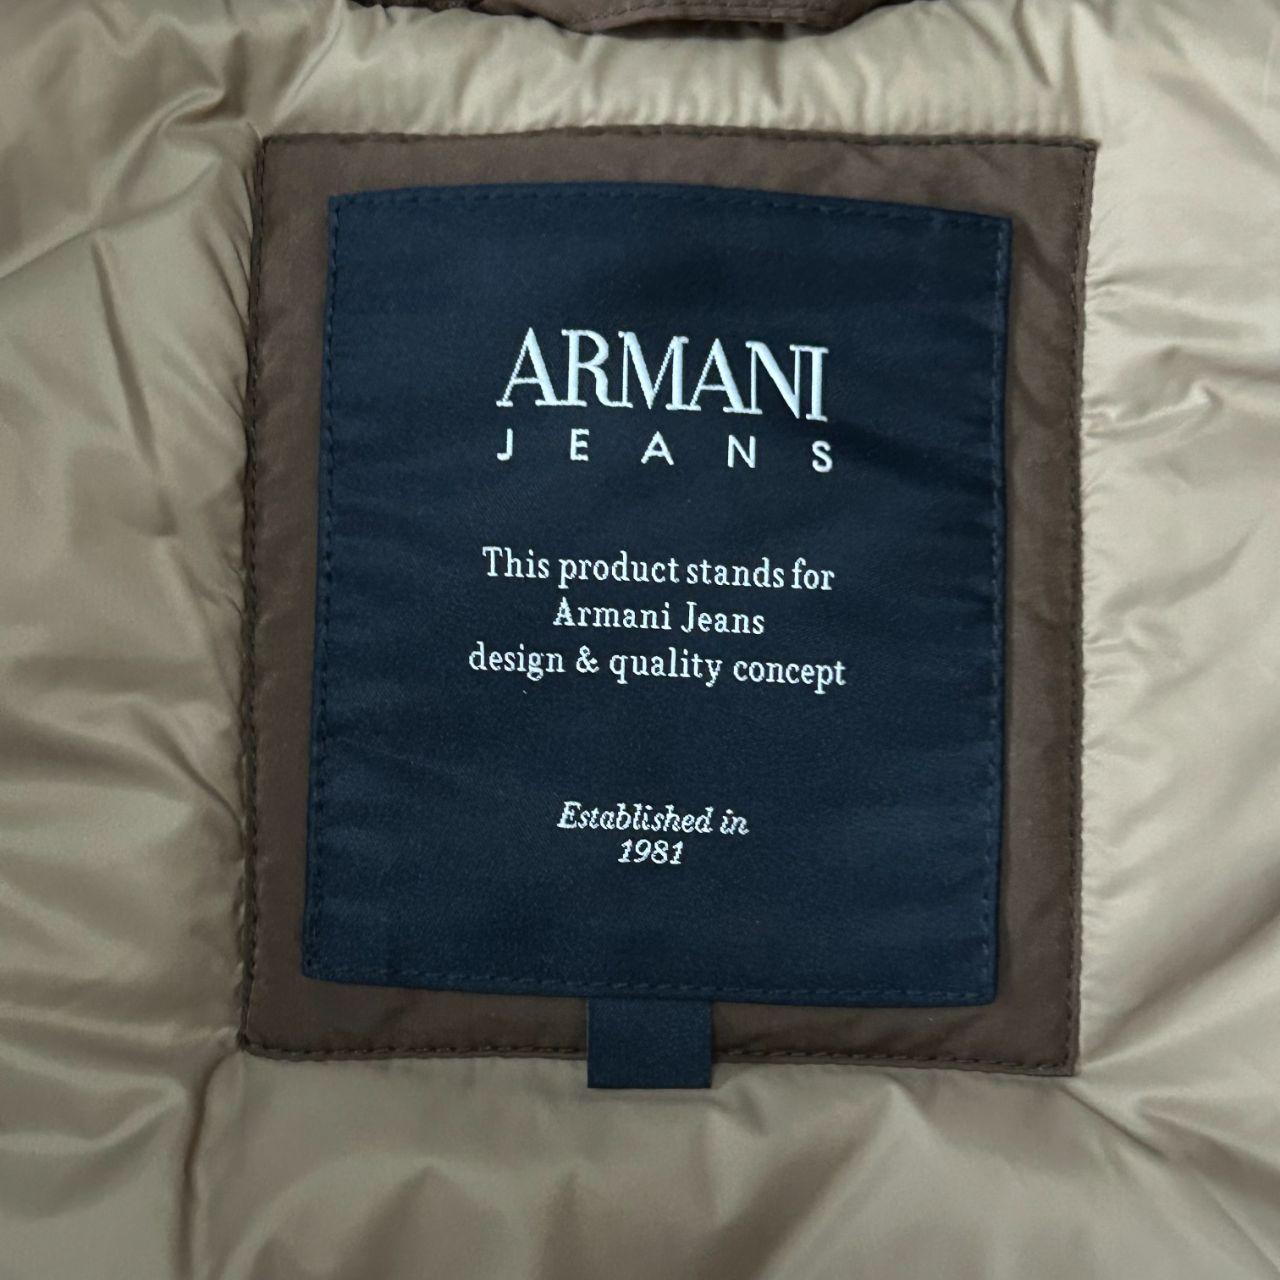 ARMANI
JEANS
This product stands for
Armani Jeans
design & quality concept
Established in
1981